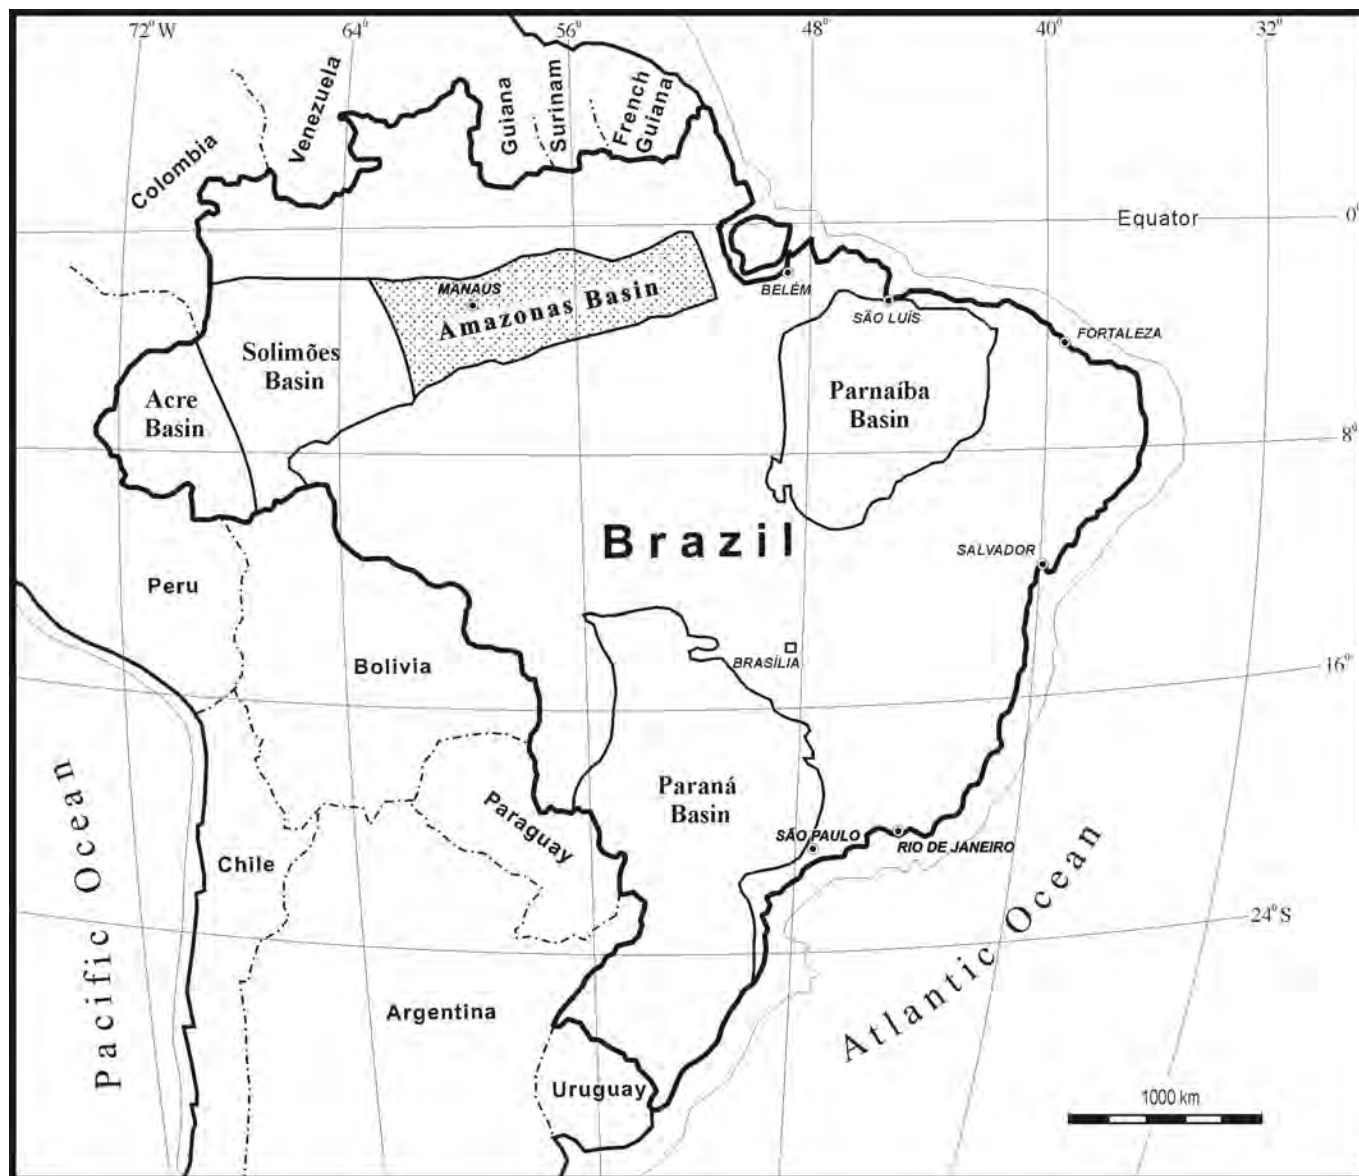 72°W
64°
56°
48°
40°
32°
Colombia
Venezuela
Guiana
Surinam
French
Guiana
Equator
0°
MANAUS
Amazonas Basin
BELÉM
SÃO LUÍS
FORTALEZA
Solimões
Basin
Acre
Basin
Parnaíba
Basin
8°
Brazil
SALVADOR
Peru
Bolivia
BRASÍLIA
16°
Paraná
Basin
Paraguay
SÃO PAULO
RIO DE JANEIRO
Chile
Pacific Ocean
24°S
Atlantic Ocean
Argentina
Uruguay
1000 km